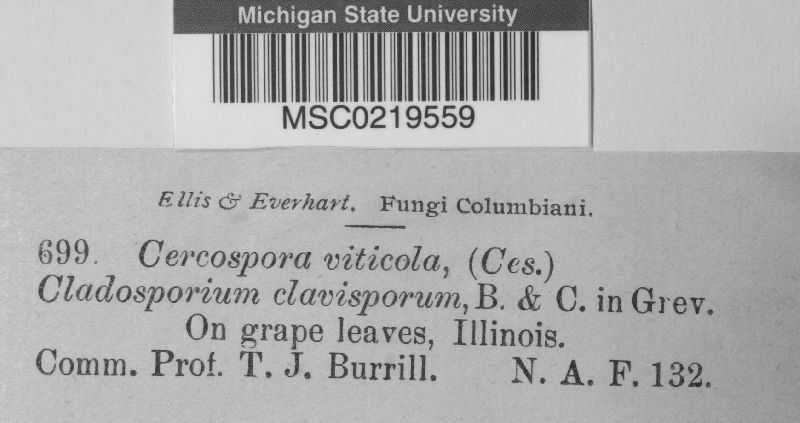 Michigan State University
MSC0219559
Ellis & Everhart. Fungi Columbiani.
699. Cercospora viticola, (Ces.)
Cladosporium clavisporum, B. & C. in Grev.
On grape leaves, Illinois.
Comm. Prof. T. J. Burrill. N. A. F. 132.